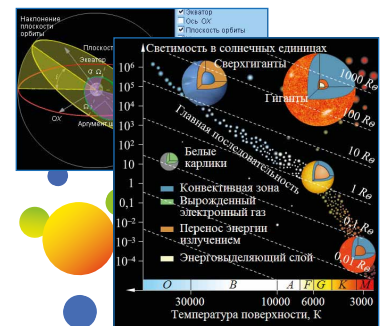 Наклонение
плоскости
орбиты
Экватор
Плоскост
ОХ
Аргумент ц
Экватор
Ось ОХ
Плоскость орбиты
Светимость в солнечных единицах
Сверхгиганты
Гиганты
Главная последовательность
Белые
карлики
Конвективная зона
Вырожденный
электронный газ
Перенос энергии
излучением
Энерговыделяющий слой
1000 R⊙
100 R⊙
10 R⊙
1 R⊙
0,1 R⊙
0,01 R⊙
10⁶
10⁵
10⁴
10³
10²
10
1
0,1
10⁻²
10⁻³
10⁻⁴
O B A F G K M
30000 10000 6000 3000
Температура поверхности, К